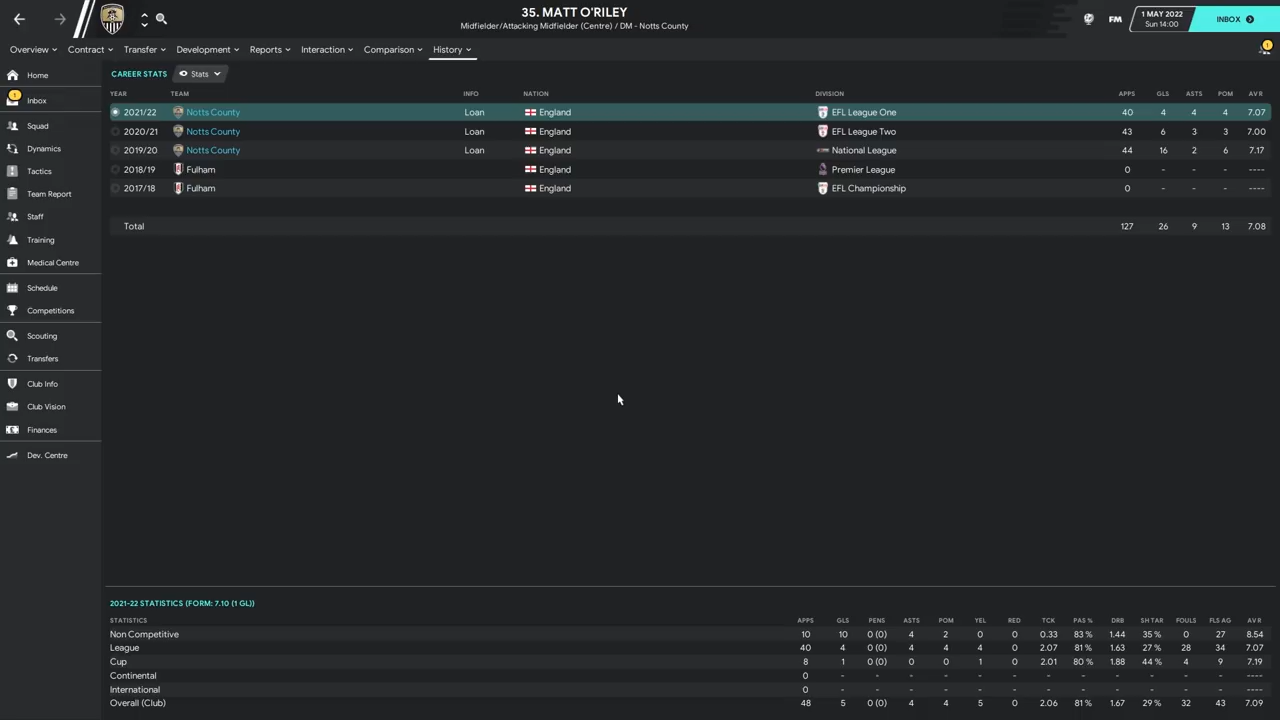 35. MATT O'RILEY
Midfielder/Attacking Midfielder (Centre) / DM - Notts County
FM
1 MAY 2022
Sun 14:00
INBOX
Overview Contract Transfer Development Reports Interaction Comparison History
1
Home
1
Inbox
Squad
Dynamics
Tactics
Team Report
Staff
Training
Medical Centre
Schedule
Competitions
Scouting
Transfers
Club Info
Club Vision
Finances
Dev. Centre
CAREER STATS Stats
YEAR TEAM INFO NATION DIVISION APPS GLS ASTS POM AVR
2021/22 Notts County Loan England EFL League One 40 4 4 4 7.07
2020/21 Notts County Loan England EFL League Two 43 6 3 3 7.00
2019/20 Notts County Loan England National League 44 16 2 6 7.17
2018/19 Fulham England Premier League 0 - - - ----
2017/18 Fulham England EFL Championship 0 - - - ----
Total 127 26 9 13 7.08
2021-22 STATISTICS (FORM: 7.10 (1 GL))
STATISTICS APPS GLS PENS ASTS POM YEL RED TCK PAS % DRB SH TAR FOULS FLS AG AVR
Non Competitive 10 10 0 (0) 4 2 0 0 0.33 83 % 1.44 35 % 0 27 8.54
League 40 4 0 (0) 4 4 4 0 2.07 81 % 1.63 27 % 28 34 7.07
Cup 8 1 0 (0) 0 0 1 0 2.01 80 % 1.88 44 % 4 9 7.19
Continental 0 - - - - - - - - - - - - ----
International 0 - - - - - - - - - - - - ----
Overall (Club) 48 5 0 (0) 4 4 5 0 2.06 81 % 1.67 29 % 32 43 7.09